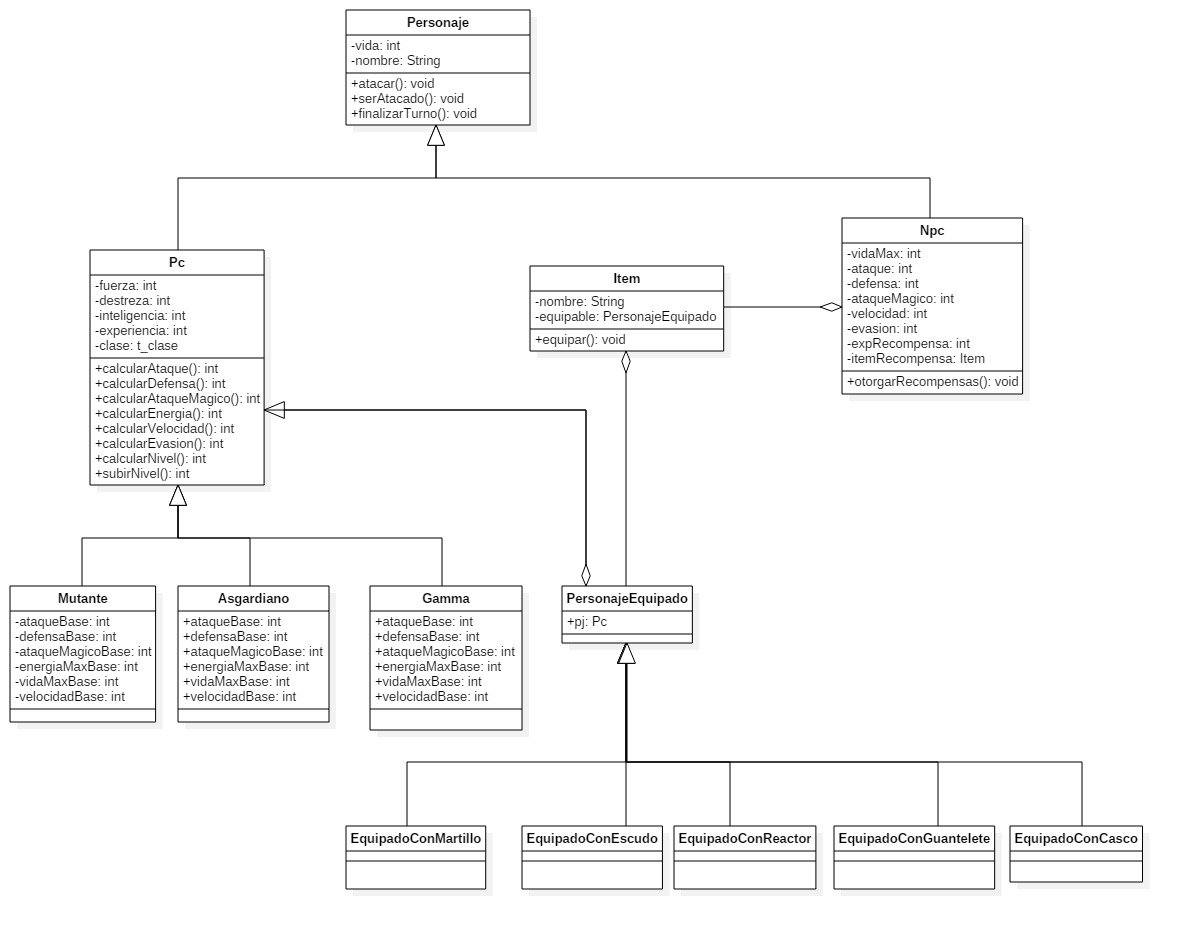 Personaje
-vida: int
-nombre: String
+atacar(): void
+serAtacado(): void
+finalizarTurno(): void
Npc
-vidaMax: int
-ataque: int
-defensa: int
-ataqueMagico: int
-velocidad: int
-evasion: int
-expRecompensa: int
-itemRecompensa: Item
+otorgarRecompensas(): void
Pc
-fuerza: int
-destreza: int
-inteligencia: int
-experiencia: int
-clase: t_clase
+calcularAtaque(): int
+calcularDefensa(): int
+calcularAtaqueMagico(): int
+calcularEnergia(): int
+calcularVelocidad(): int
+calcularEvasion(): int
+calcularNivel(): int
+subirNivel(): int
Item
-nombre: String
-equipable: PersonajeEquipado
+equipar(): void
Mutante
-ataqueBase: int
-defensaBase: int
-ataqueMagicoBase: int
-energiaMaxBase: int
-vidaMaxBase: int
-velocidadBase: int
Asgardiano
+ataqueBase: int
+defensaBase: int
+ataqueMagicoBase: int
+energiaMaxBase: int
+vidaMaxBase: int
+velocidadBase: int
Gamma
+ataqueBase: int
+defensaBase: int
+ataqueMagicoBase: int
+energiaMaxBase: int
+vidaMaxBase: int
+velocidadBase: int
PersonajeEquipado
+pj: Pc
EquipadoConMartillo
EquipadoConEscudo
EquipadoConReactor
EquipadoConGuantelete
EquipadoConCasco